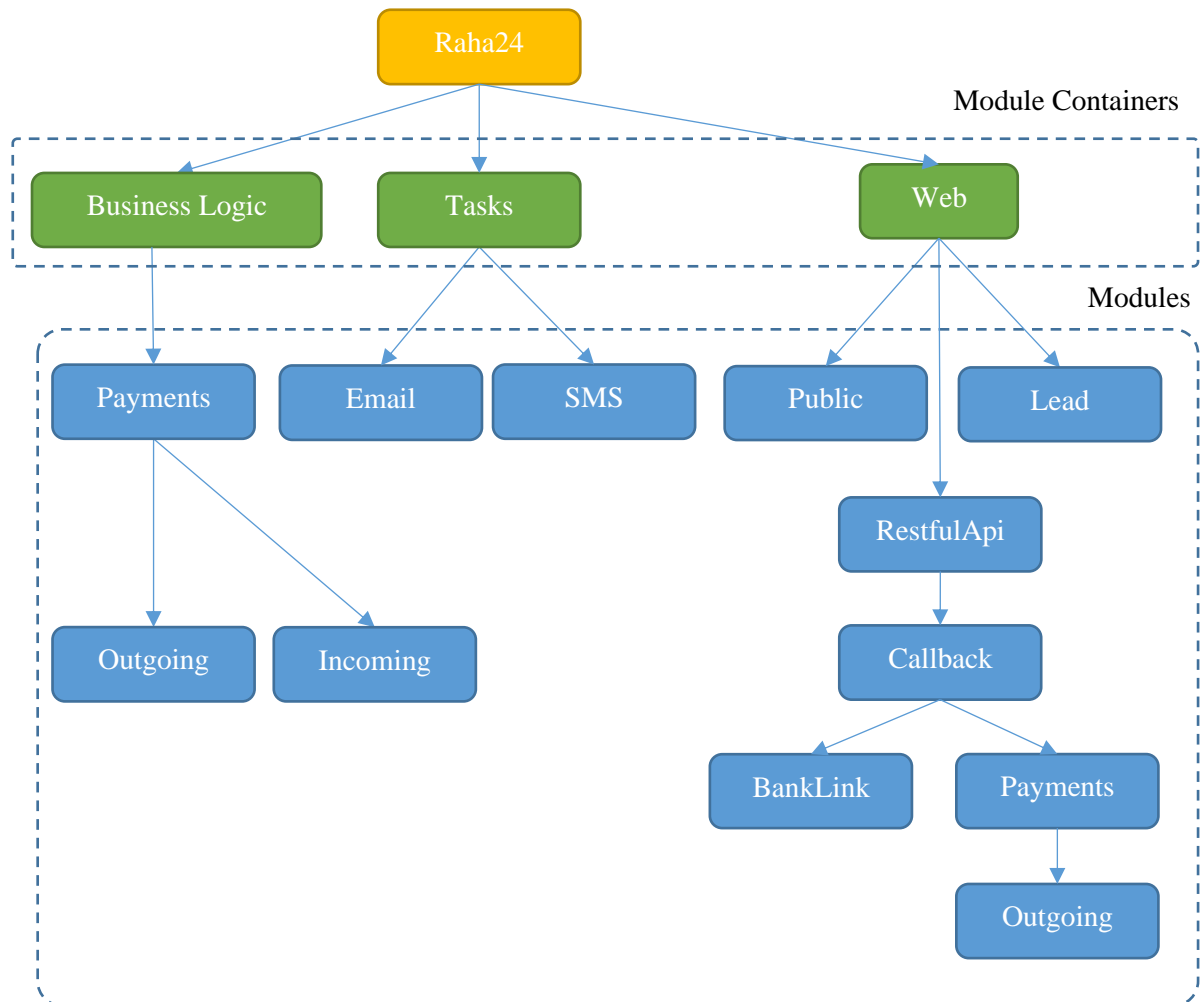 Raha24
Module Containers
Business Logic
Tasks
Web
Modules
Payments
Email
SMS
Public
Lead
RestfulApi
Outgoing
Incoming
Callback
BankLink
Payments
Outgoing